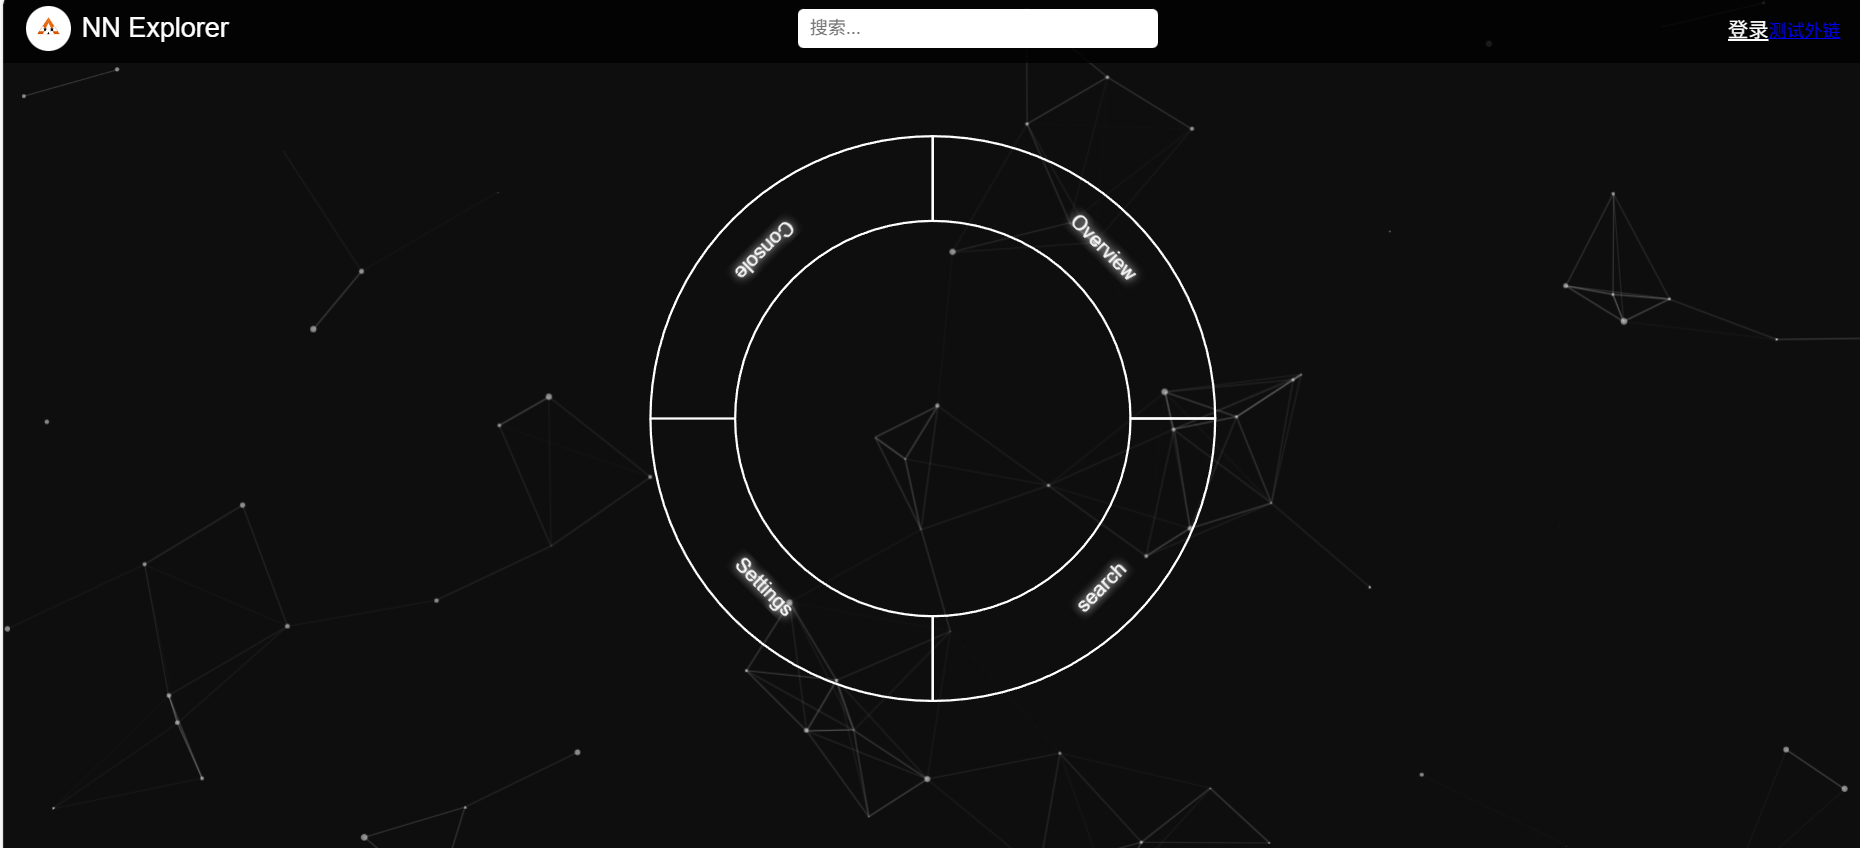 NN Explorer
搜索...
登录测试外链
Console
Overview
Settings
search